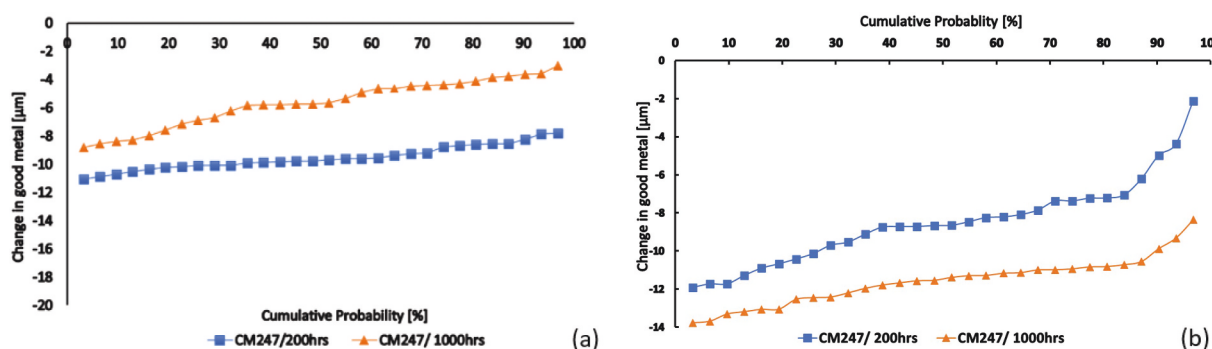 0
0 10 20 30 40 50 60 70 80 90 100
-2
-4
-6
-8
-10
-12
-14
-16
-18
-20
Change in good metal [µm]
Cumulative Probability [%]
CM247/200hrs CM247/ 1000hrs
(a)
Cumulative Probablity [%]
0 10 20 30 40 50 60 70 80 90 100
0
-2
-4
-6
-8
-10
-12
-14
Change in good metal [µm]
CM247/ 200hrs CM247/ 1000hrs
(b)